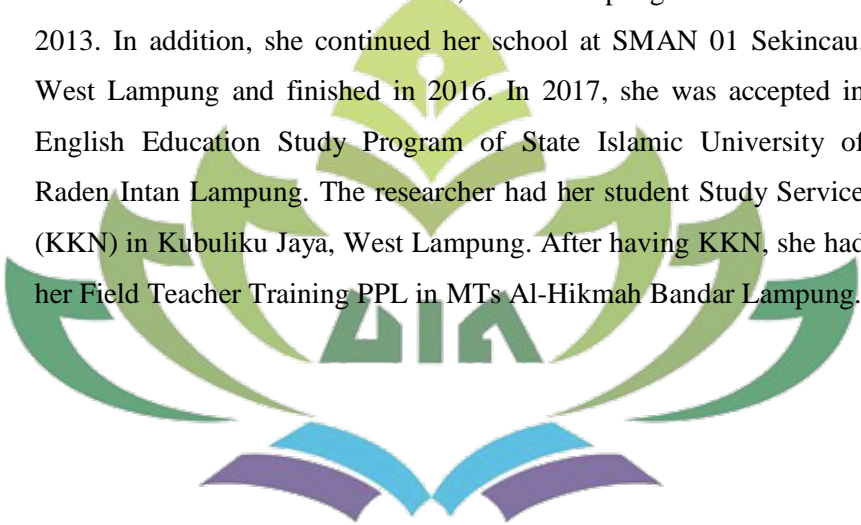 2013. In addition, she continued her school at SMAN 01 Sekincau,
West Lampung and finished in 2016. In 2017, she was accepted in
English Education Study Program of State Islamic University of
Raden Intan Lampung. The researcher had her student Study Service
(KKN) in Kubuliku Jaya, West Lampung. After having KKN, she had
her Field Teacher Training PPL in MTs Al-Hikmah Bandar Lampung.
UIN